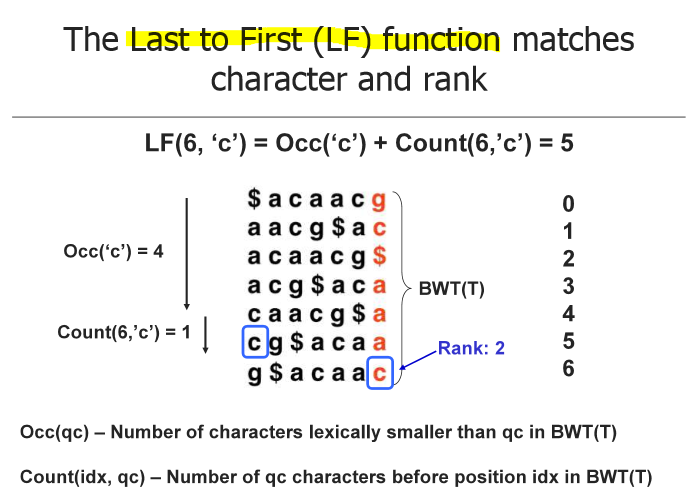 The Last to First (LF) function matches
character and rank
LF(6, ‘c’) = Occ(‘c’) + Count(6,’c’) = 5
$ a c a a c g 0
a a c g $ a c 1
Occ(‘c’) = 4 a c a a c g $ 2
a c g $ a c a BWT(T) 3
c a a c g $ a 4
Count(6,’c’) = 1 c g $ a c a a Rank: 2 5
g $ a c a a c 6
Occ(qc) – Number of characters lexically smaller than qc in BWT(T)
Count(idx, qc) – Number of qc characters before position idx in BWT(T)